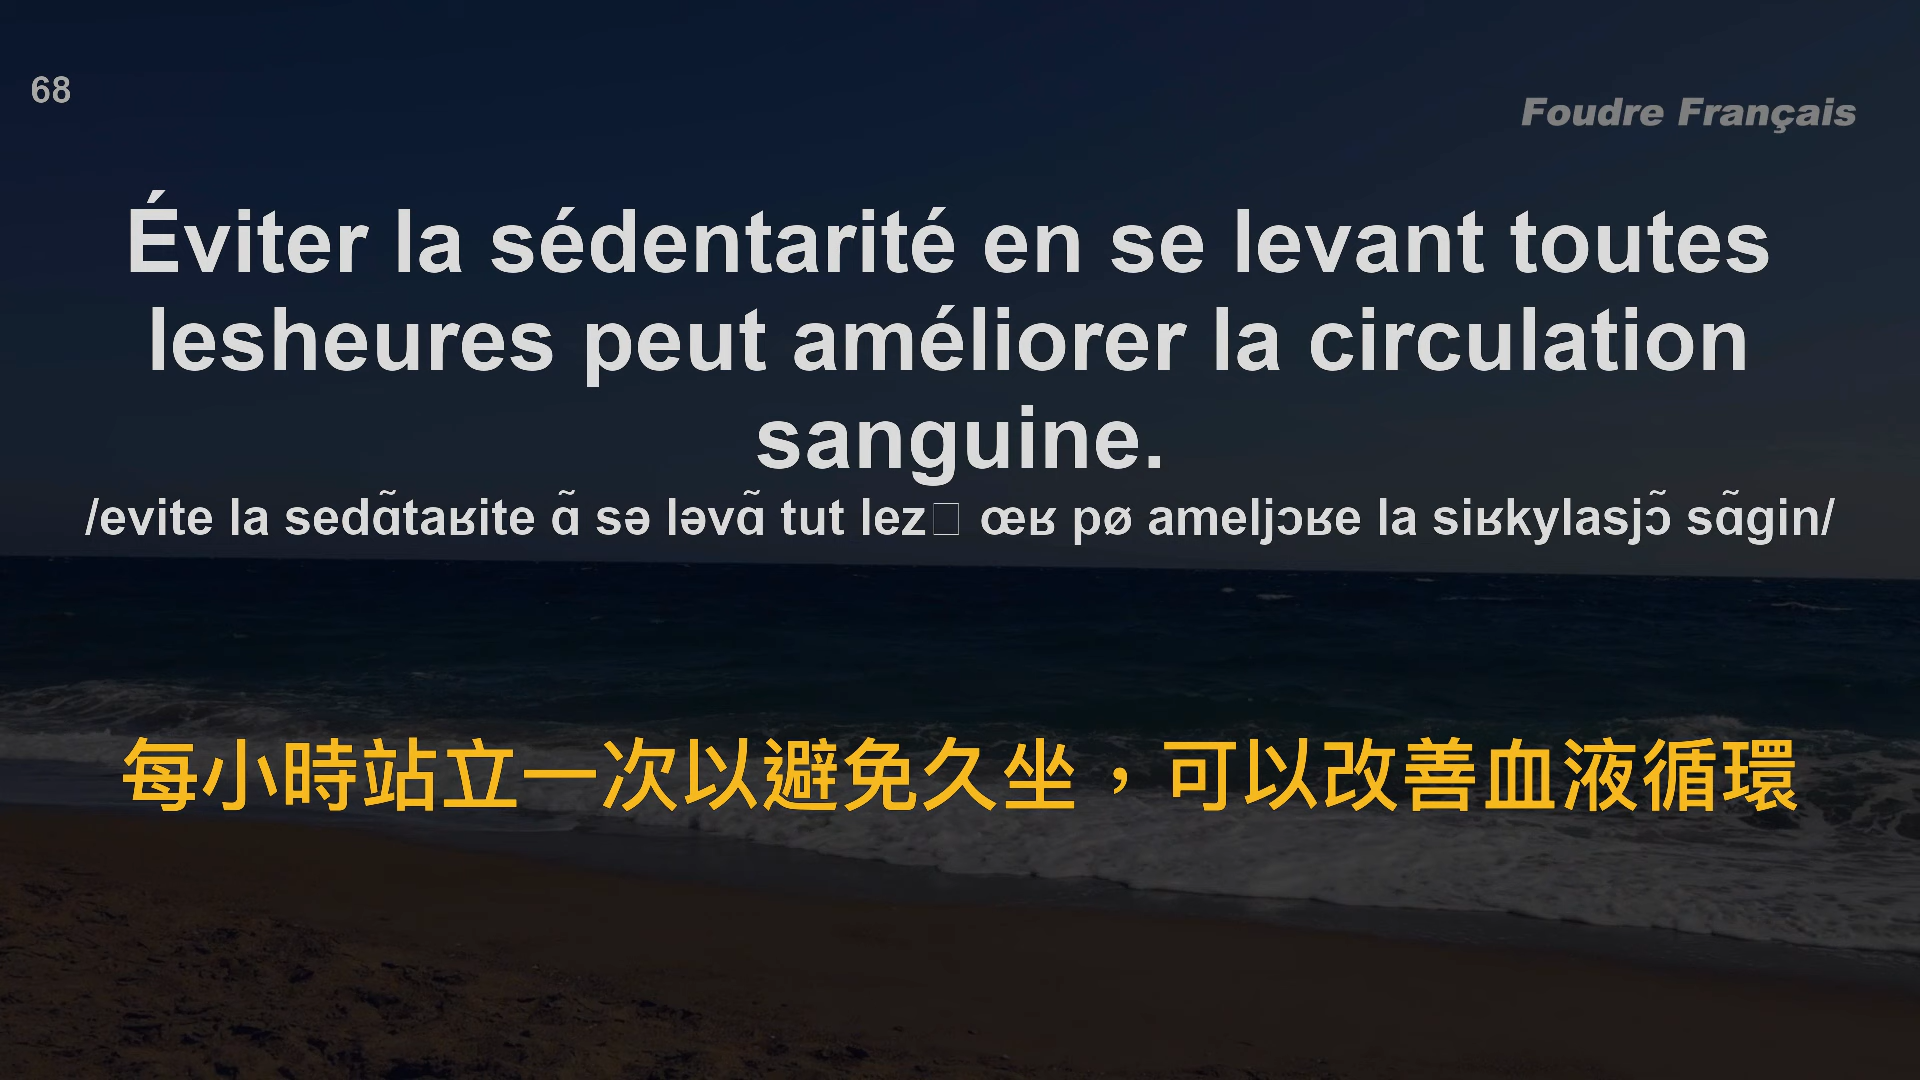 68
Foudre Français
Éviter la sédentarité en se levant toutes
lesheures peut améliorer la circulation
sanguine.
/evite la sedɑ̃taʁite ɑ̃ sə ləvɑ̃ tut lez□ œʁ pø ameljɔʁe la siʁkylasjɔ̃ sɑ̃gin/
每小時站立一次以避免久坐，可以改善血液循環